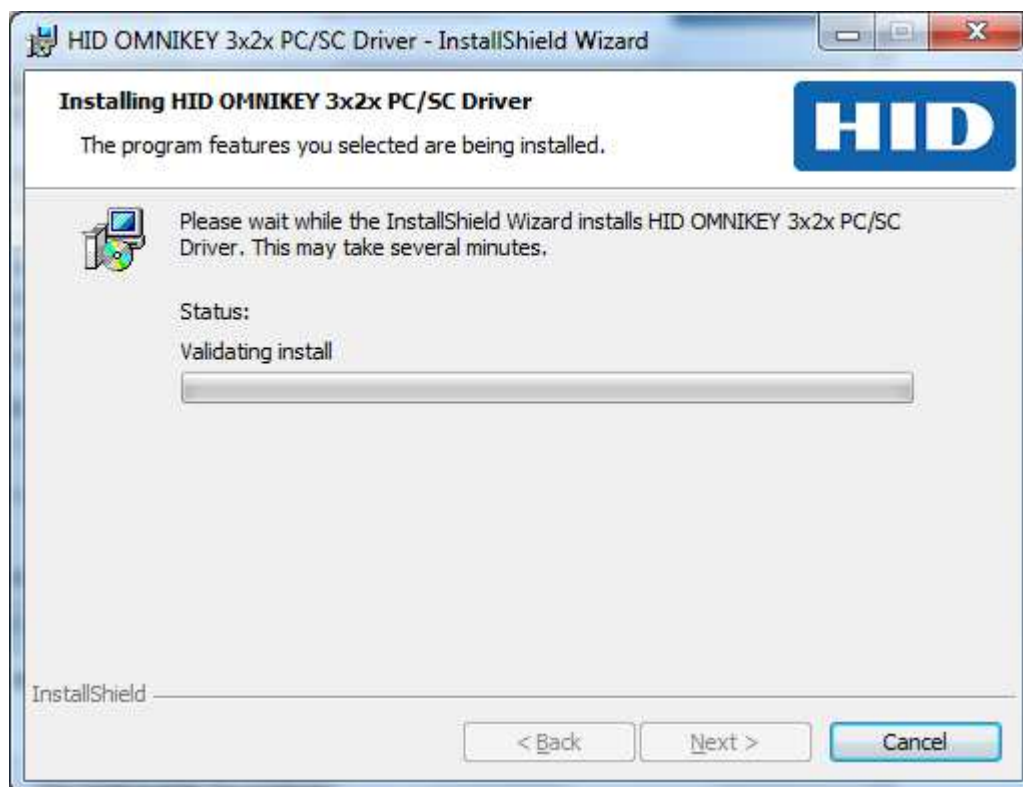 HID OMNIKEY 3x2x PC/SC Driver - InstallShield Wizard
Installing HID OMNIKEY 3x2x PC/SC Driver
The program features you selected are being installed.
HID
Please wait while the InstallShield Wizard installs HID OMNIKEY 3x2x PC/SC
Driver. This may take several minutes.
Status:
Validating install
InstallShield
< Back
Next >
Cancel